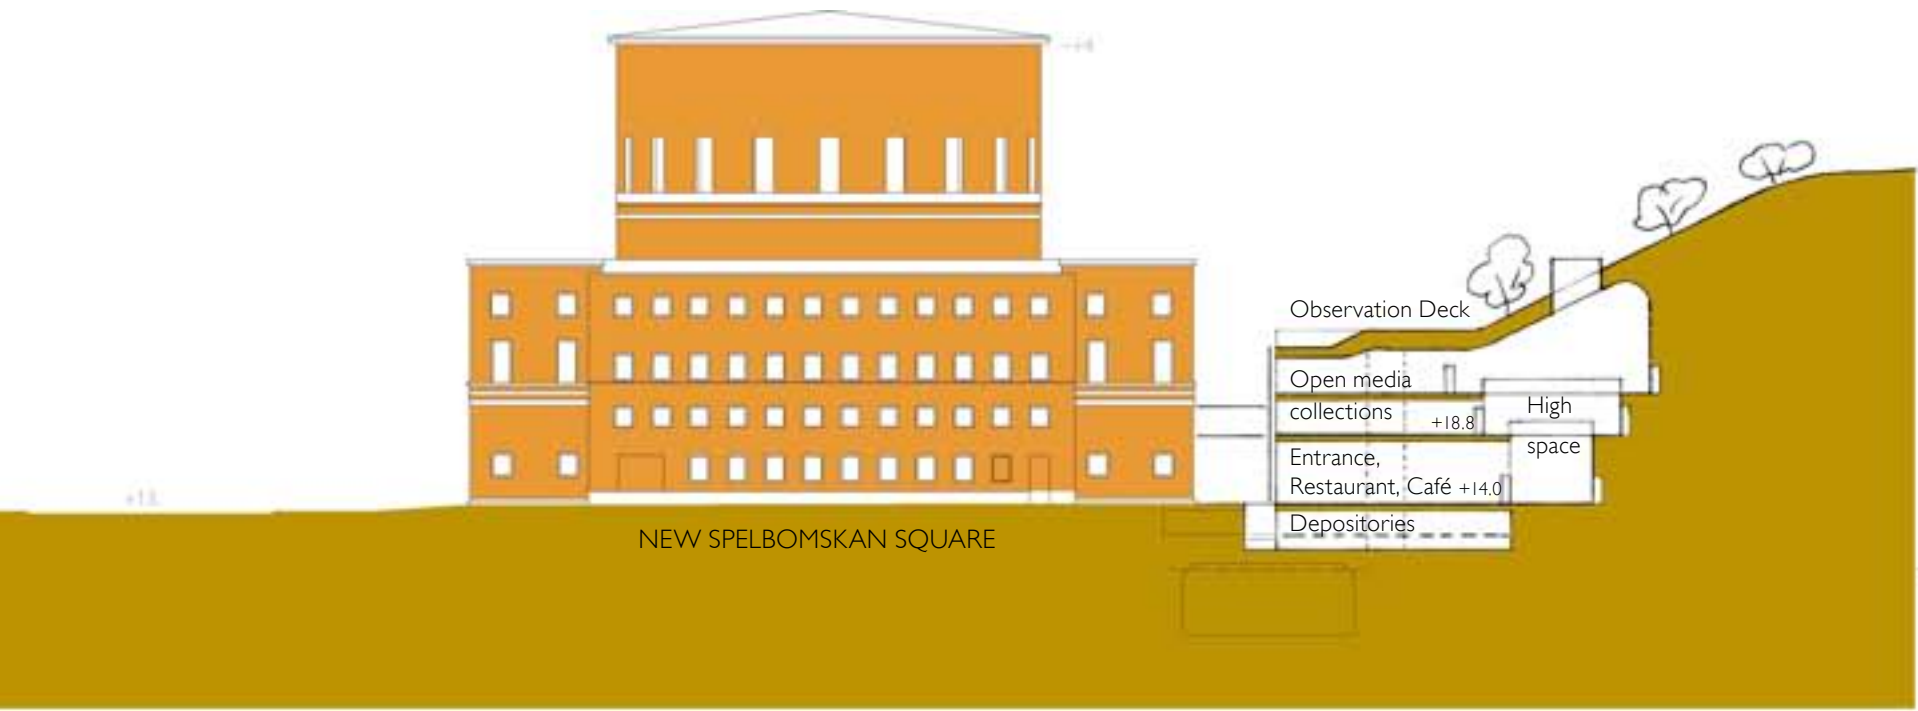 Observation Deck
Open media
collections
+18.8
High
space
Entrance,
Restaurant, Café +14.0
Depositories
NEW SPELBOMSKAN SQUARE